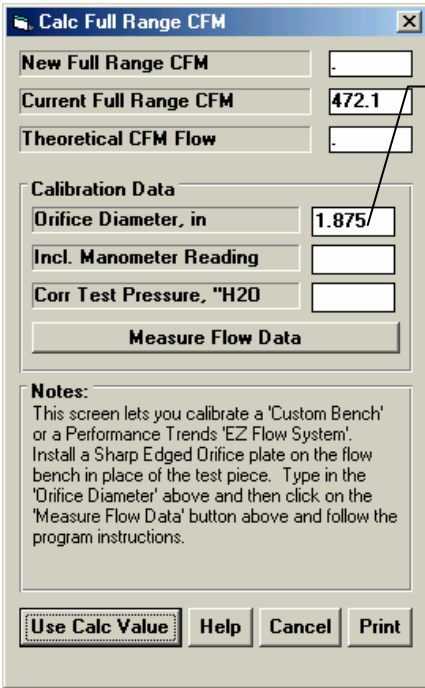 Calc Full Range CFM
New Full Range CFM .
Current Full Range CFM 472.1
Theoretical CFM Flow .
Calibration Data
Orifice Diameter, in 1.875
Incl. Manometer Reading
Corr Test Pressure, "H2O
Measure Flow Data
Notes:
This screen lets you calibrate a 'Custom Bench'
or a Performance Trends 'EZ Flow System'.
Install a Sharp Edged Orifice plate on the flow
bench in place of the test piece.  Type in the
'Orifice Diameter' above and then click on the
'Measure Flow Data' button above and follow the
program instructions.
Use Calc Value Help Cancel Print